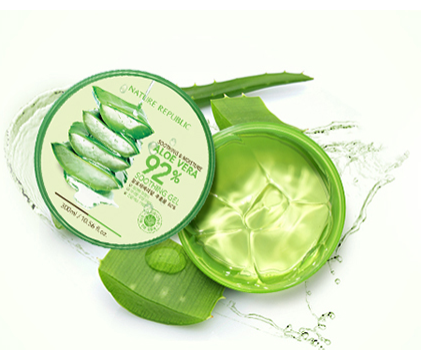 NATURE REPUBLIC
SOOTHING & MOISTURE
ALOE VERA
92%
SOOTHING GEL
300ml / 10.56 fl.oz